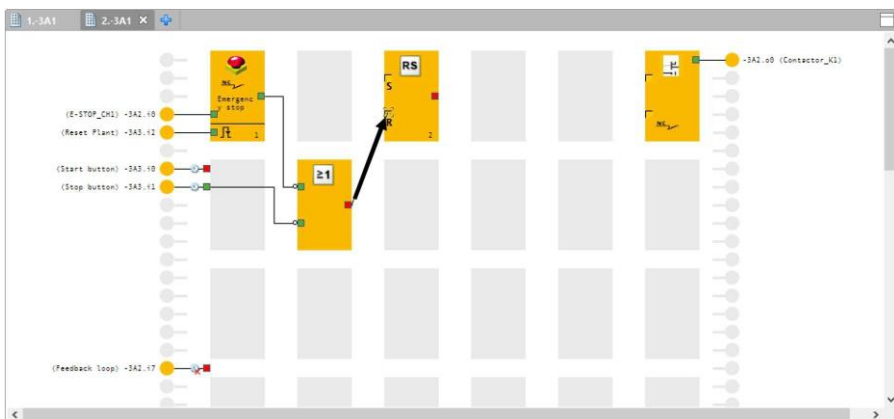 1.-3A1
2.-3A1
RS
-3A2.o0 (Contactor_K1)
S
Emergenc
y stop
(E-STOP_CH1) -3A2.i0
(Reset Plant) -3A3.i2
1
R
2
(Start button) -3A3.i0
≥1
(Stop button) -3A3.i1
(Feedback loop) -3A2.i7